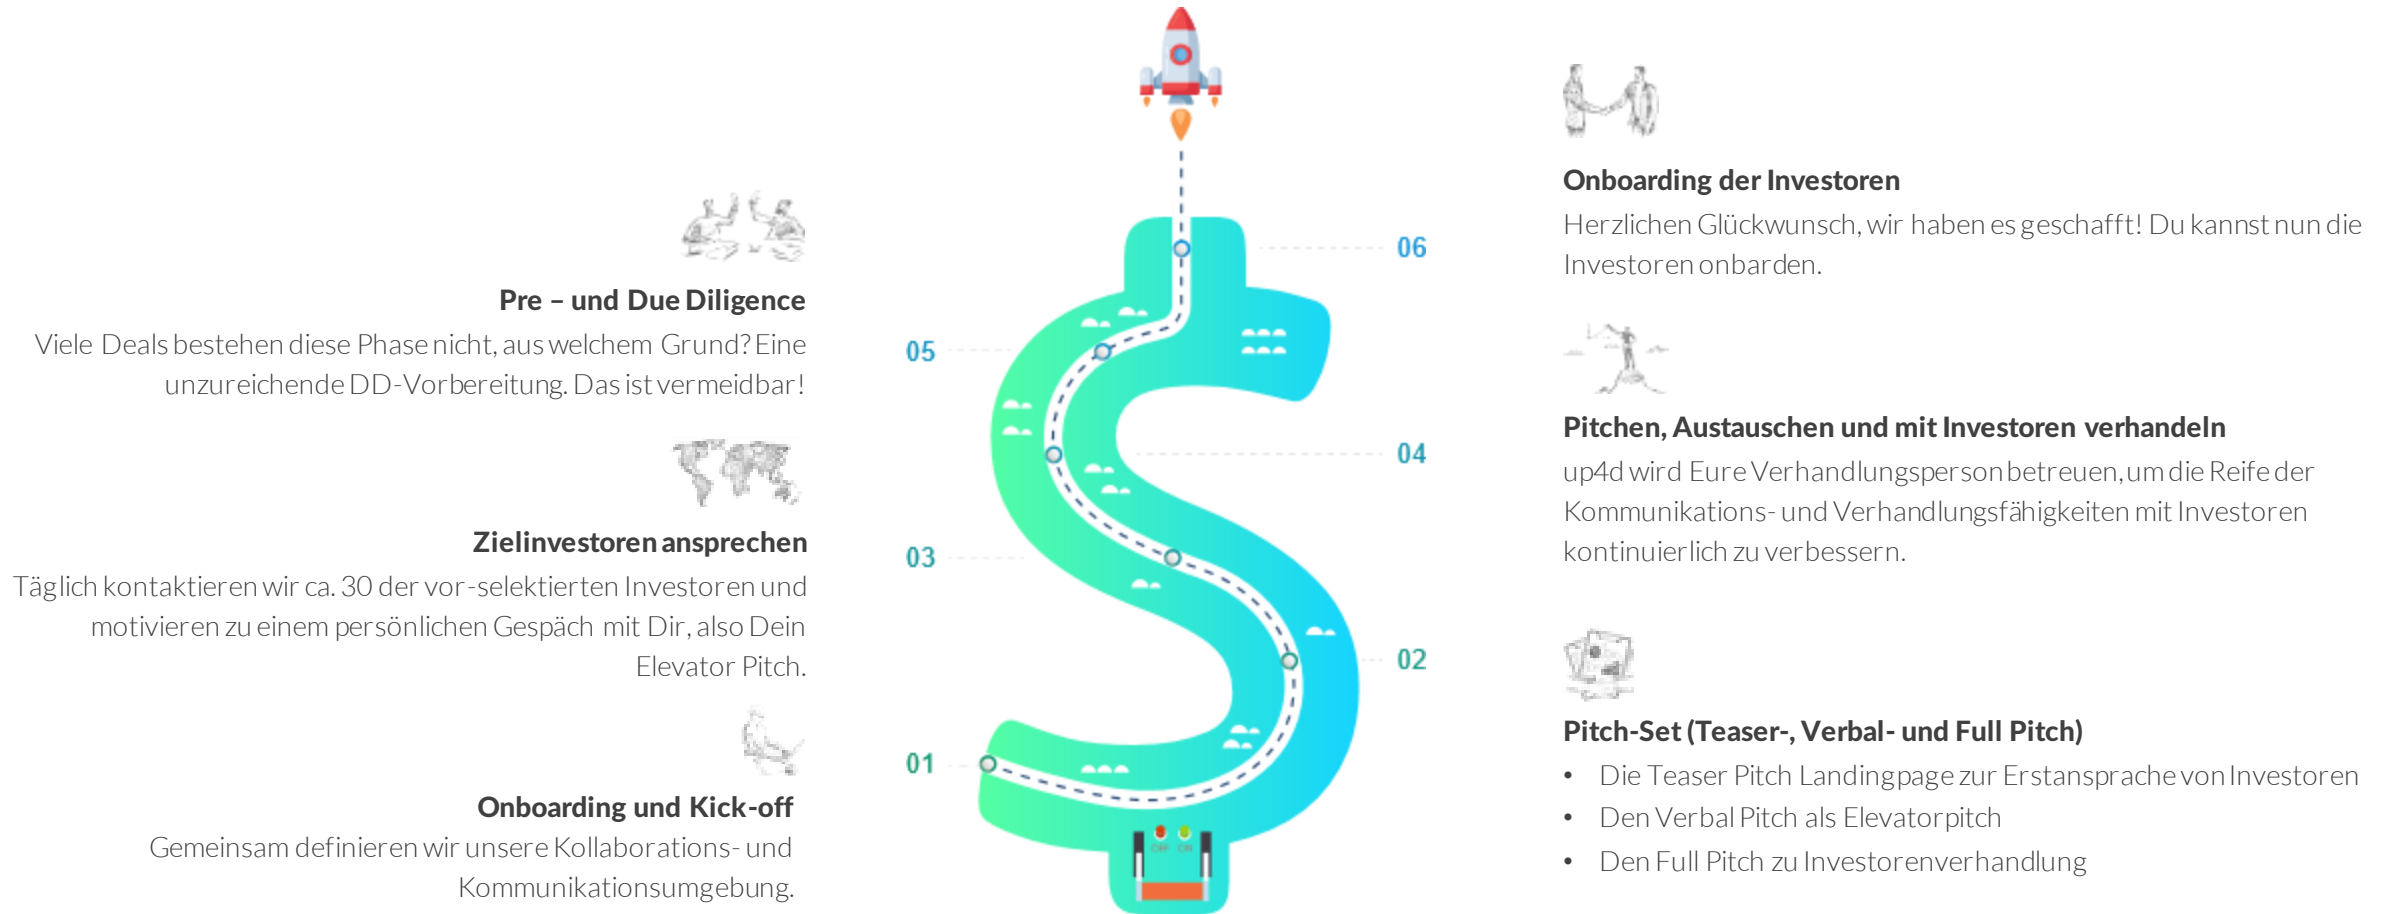 Onboarding der Investoren
Herzlichen Glückwunsch, wir haben es geschafft! Du kannst nun die
Investoren onbarden.
06
Pre – und Due Diligence
Viele Deals bestehen diese Phase nicht, aus welchem Grund? Eine
unzureichende DD-Vorbereitung. Das ist vermeidbar!
05
Pitchen, Austauschen und mit Investoren verhandeln
up4d wird Eure Verhandlungsperson betreuen, um die Reife der
Kommunikations- und Verhandlungsfähigkeiten mit Investoren
kontinuierlich zu verbessern.
04
Zielinvestoren ansprechen
Täglich kontaktieren wir ca. 30 der vor-selektierten Investoren und
motivieren zu einem persönlichen Gespäch mit Dir, also Dein
Elevator Pitch.
03
Pitch-Set (Teaser-, Verbal- und Full Pitch)
• Die Teaser Pitch Landingpage zur Erstansprache von Investoren
• Den Verbal Pitch als Elevatorpitch
• Den Full Pitch zu Investorenverhandlung
02
01
Onboarding und Kick-off
Gemeinsam definieren wir unsere Kollaborations- und
Kommunikationsumgebung.
OFF ON